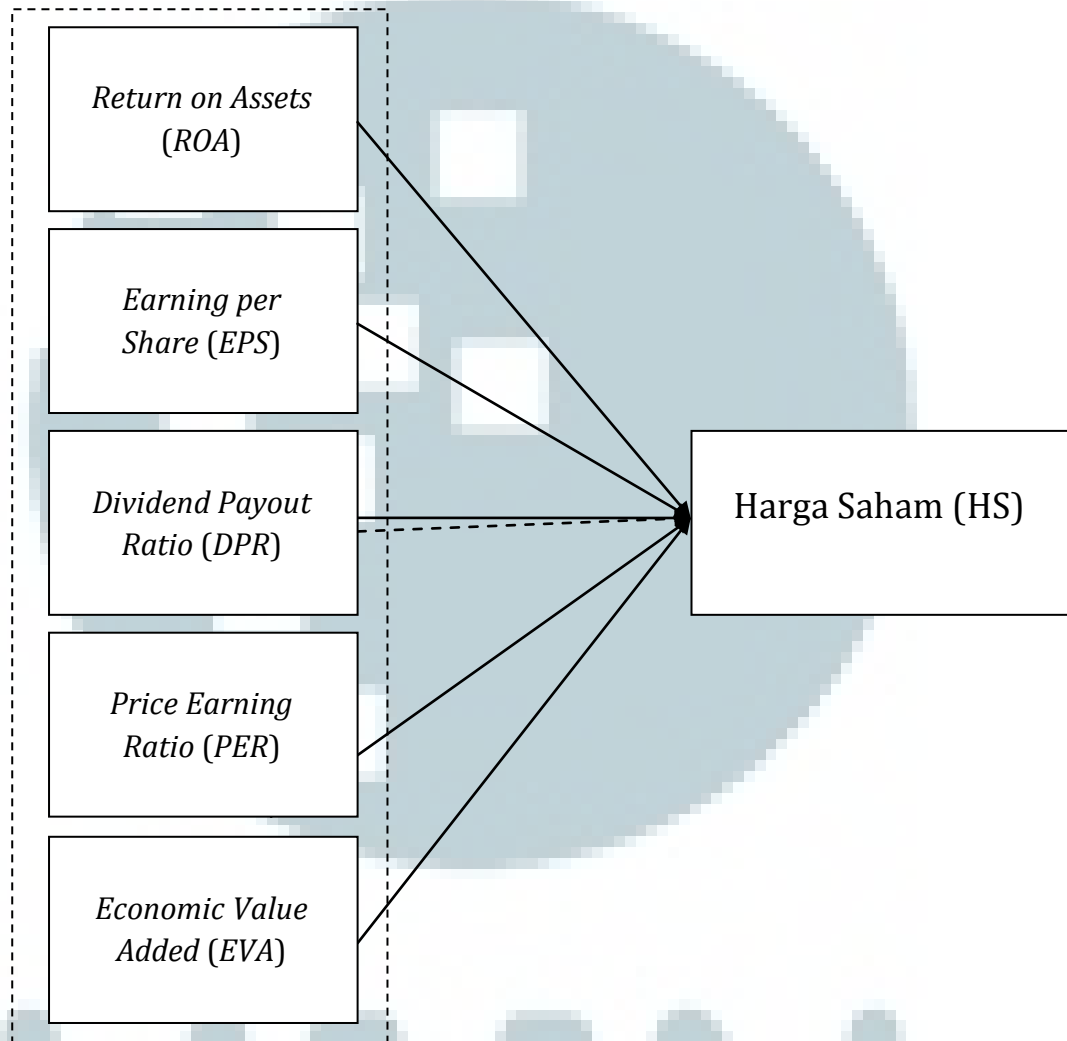 Return on Assets
(ROA)
Earning per
Share (EPS)
Dividend Payout
Ratio (DPR)
Harga Saham (HS)
Price Earning
Ratio (PER)
Economic Value
Added (EVA)